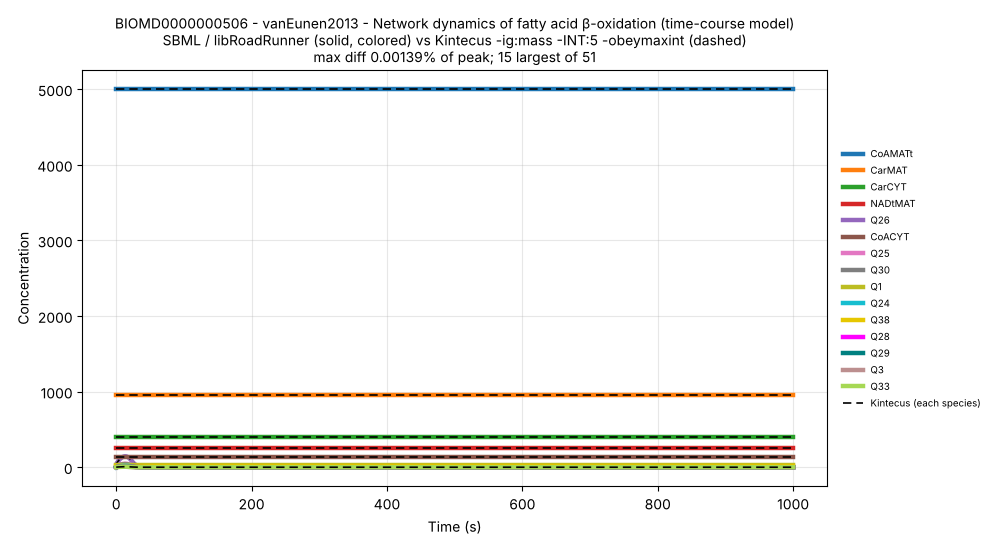 BIOMD0000000506 - vanEunen2013 - Network dynamics of fatty acid β-oxidation (time-course model)
SBML / libRoadRunner (solid, colored) vs Kintecus -ig:mass -INT:5 -obeymaxint (dashed)
max diff 0.00139% of peak; 15 largest of 51
Concentration
5000
4000
3000
2000
1000
0
0
200
400
600
800
1000
Time (s)
CoAMATt
CarMAT
CarCYT
NADtMAT
Q26
CoACYT
Q25
Q30
Q1
Q24
Q38
Q28
Q29
Q3
Q33
Kintecus (each species)